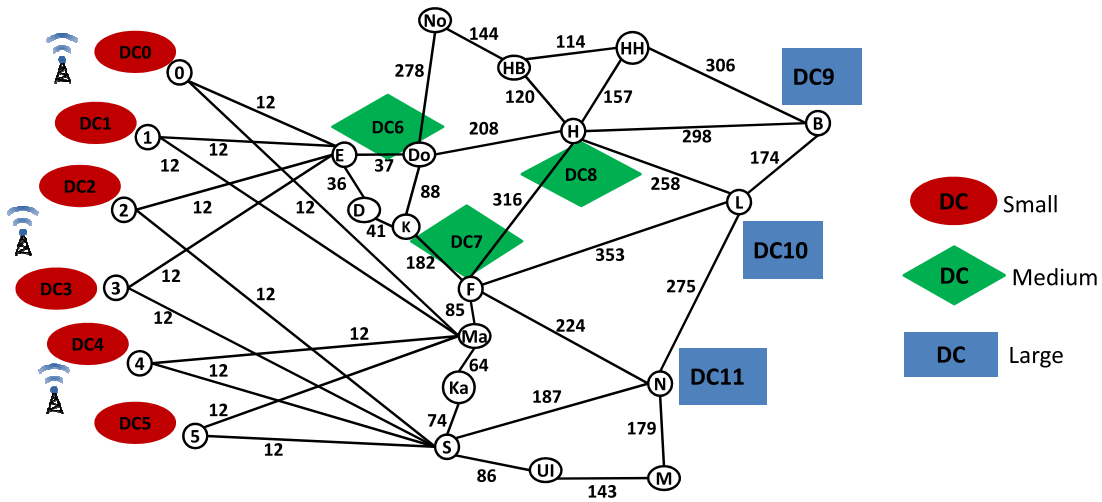 No
144
HB
114
HH
306
DC9
DC0
0
278
120
157
12
DC1
1
12
DC6
208
H
298
B
12
E
37
Do
174
DC2
36
88
DC8
258
2
12
12
D
41
K
316
L
DC
Small
DC7
182
353
DC10
DC3
3
12
12
F
275
DC
Medium
12
85
224
DC4
12
Ma
4
12
64
DC
Large
Ka
187
N
DC11
DC5
12
74
5
12
S
179
86
Ul
143
M